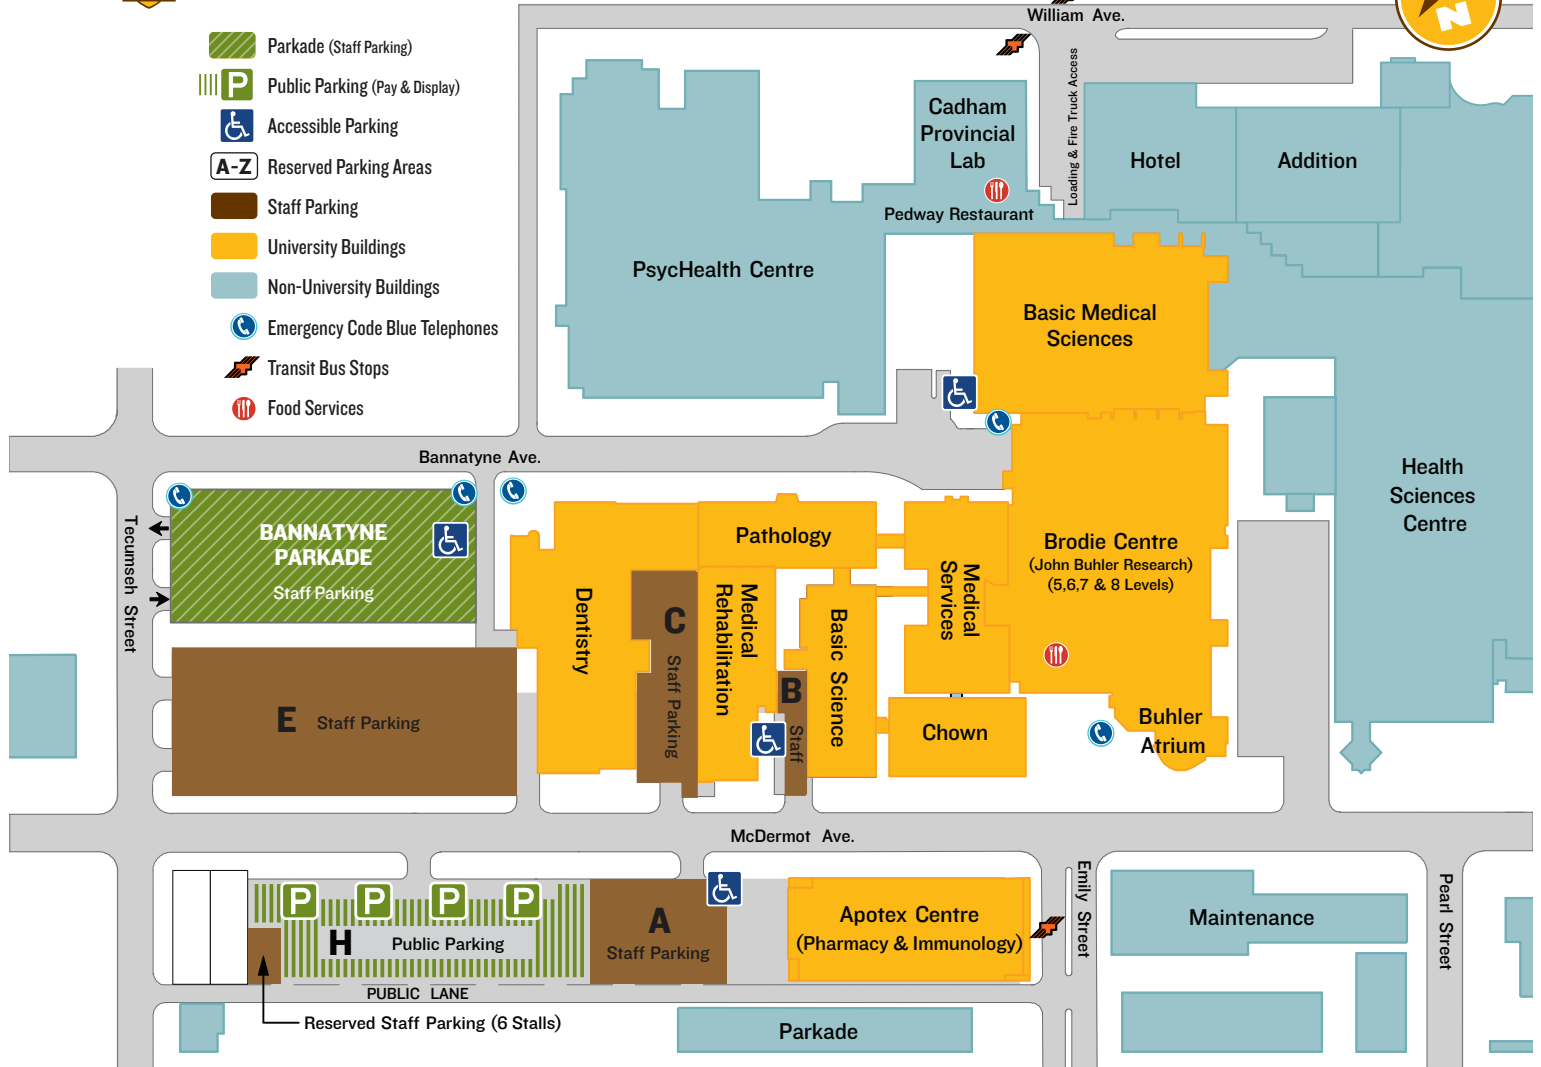 William Ave.
N
Parkade (Staff Parking)
P
Public Parking (Pay & Display)
Accessible Parking
A-Z
Reserved Parking Areas
Staff Parking
University Buildings
Non-University Buildings
Emergency Code Blue Telephones
Transit Bus Stops
Food Services
Loading & Fire Truck Access
Cadham
Provincial
Lab
Hotel
Addition
Pedway Restaurant
PsycHealth Centre
Basic Medical
Sciences
Bannatyne Ave.
Health
Sciences
Centre
Tecumseh Street
BANNATYNE
PARKADE
Staff Parking
Pathology
Brodie Centre
(John Buhler Research)
(5,6,7 & 8 Levels)
Medical
Services
Dentistry
C
Staff Parking
Medical
Rehabilitation
Basic Science
B
Staff
E
Staff Parking
Chown
Buhler
Atrium
McDermot Ave.
P
P
P
P
H
Public Parking
A
Staff Parking
Apotex Centre
(Pharmacy & Immunology)
Emily Street
Maintenance
Pearl Street
PUBLIC LANE
Reserved Staff Parking (6 Stalls)
Parkade